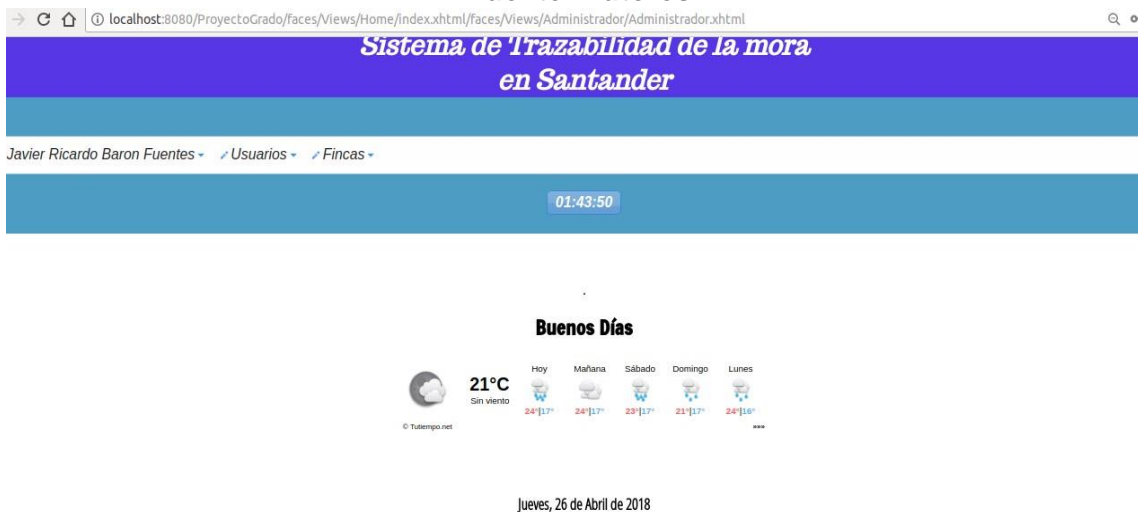 localhost:8080/ProyectoGrado/faces/Views/Home/index.xhtml/faces/Views/Administrador/Administrador.xhtml
Sistema de Trazabilidad de la mora
en Santander
Javier Ricardo Baron Fuentes Usuarios Fincas
01:43:50
.
Buenos Días
Hoy Mañana Sábado Domingo Lunes
21°C
Sin viento
24°|17° 24°|17° 23°|17° 21°|17° 24°|16°
© Tutiempo.net »»»
Jueves, 26 de Abril de 2018